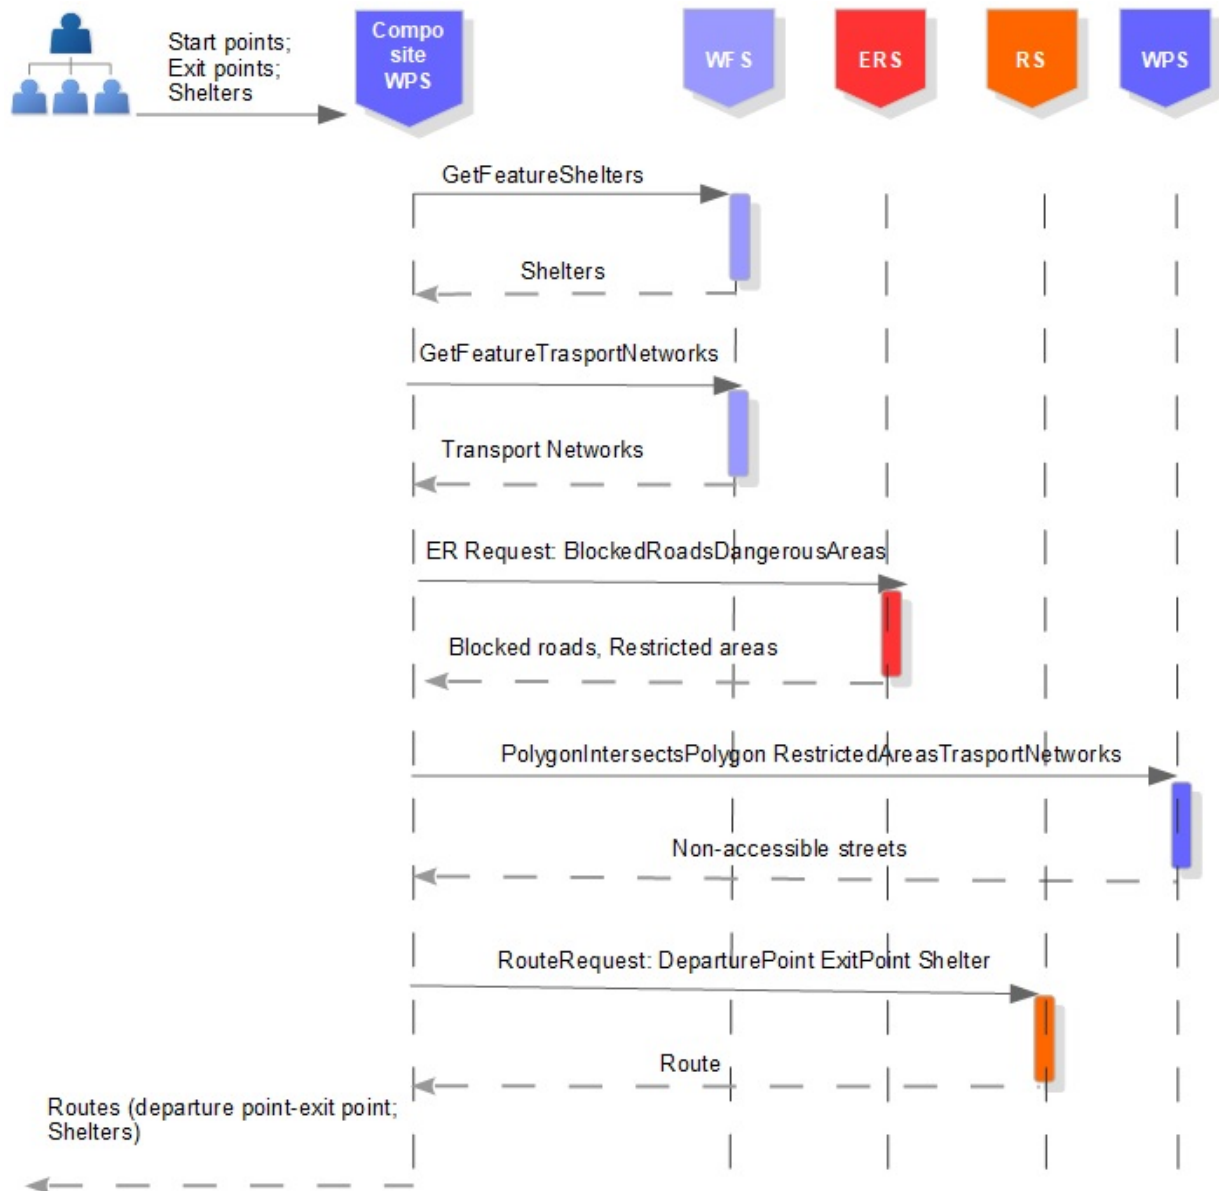 Start points;
Exit points;
Shelters
Compo
site
WPS
WFS
ERS
RS
WPS
GetFeatureShelters
Shelters
GetFeatureTrasportNetworks
Transport Networks
ER Request: BlockedRoadsDangerousAreas
Blocked roads, Restricted areas
PolygonIntersectsPolygon RestrictedAreasTrasportNetworks
Non-accessible streets
RouteRequest: DeparturePoint ExitPoint Shelter
Route
Routes (departure point-exit point;
Shelters)